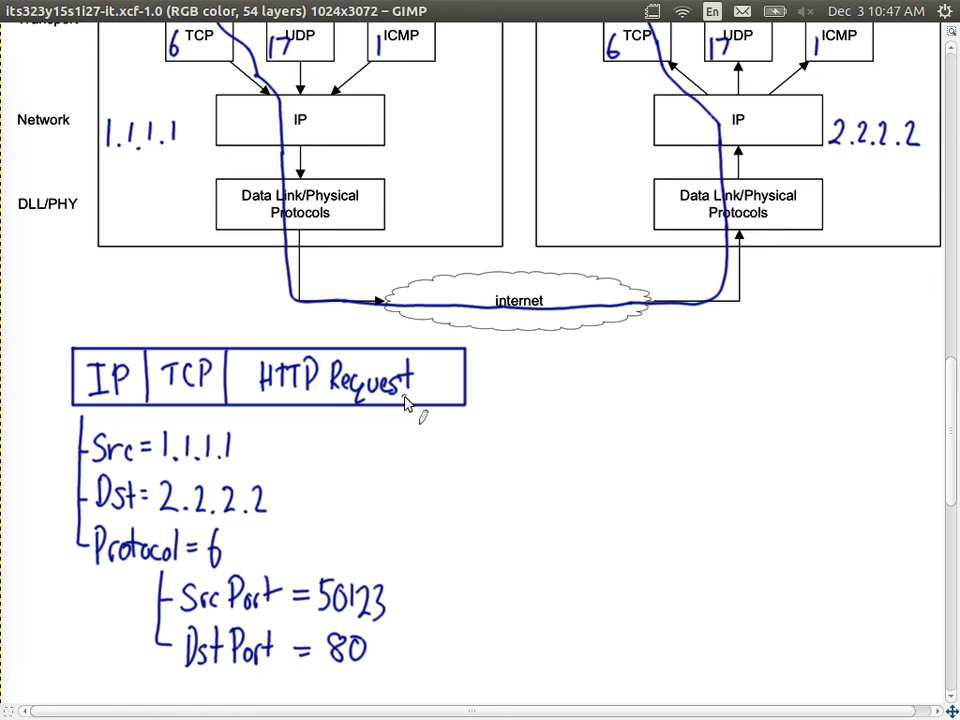 its323y15s1i27-it.xcf-1.0 (RGB color, 54 layers) 1024x3072 – GIMP En Dec 3 10:47 AM
6 TCP 17 UDP 1 ICMP 6 TCP 17 UDP 1 ICMP
Network 1.1.1.1 IP IP 2.2.2.2
DLL/PHY Data Link/Physical Data Link/Physical
Protocols Protocols
internet
IP TCP HTTP Request
Src = 1.1.1.1
Dst = 2.2.2.2
Protocol = 6
Src Port = 50123
Dst Port = 80